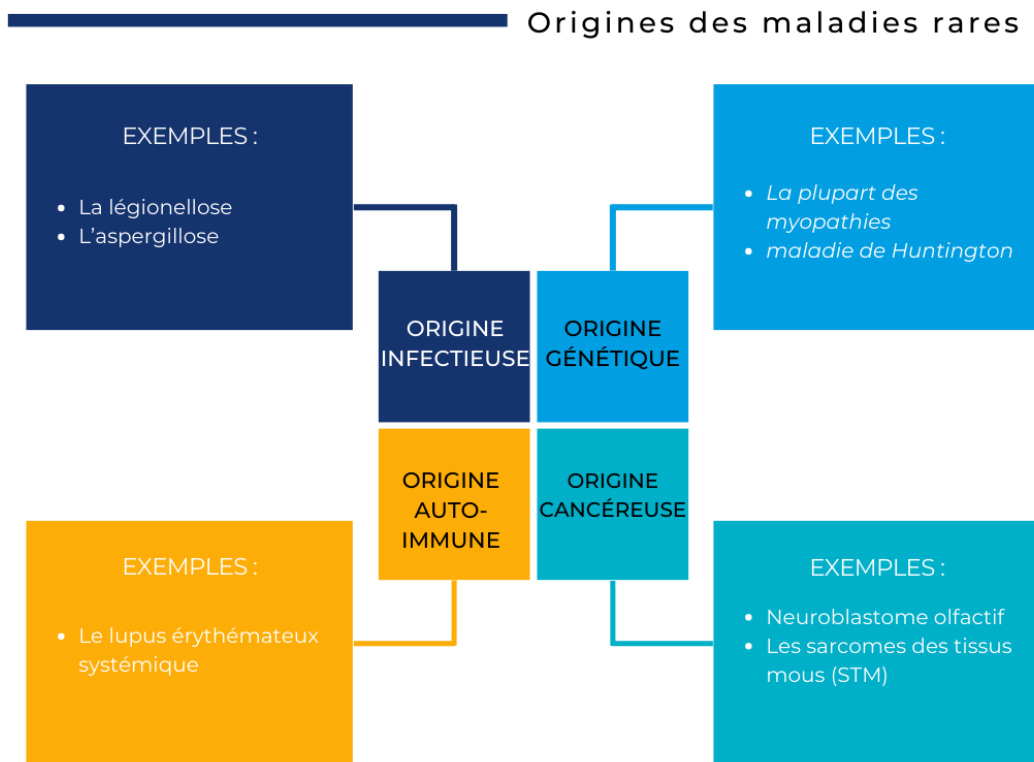 Origines des maladies rares
EXEMPLES :
• La légionellose
• L'aspergillose
EXEMPLES :
• La plupart des
myopathies
• maladie de Huntington
ORIGINE
INFECTIEUSE
ORIGINE
GÉNÉTIQUE
ORIGINE
AUTO-
IMMUNE
ORIGINE
CANCÉREUSE
EXEMPLES :
• Le lupus érythémateux
systémique
EXEMPLES :
• Neuroblastome olfactif
• Les sarcomes des tissus
mous (STM)